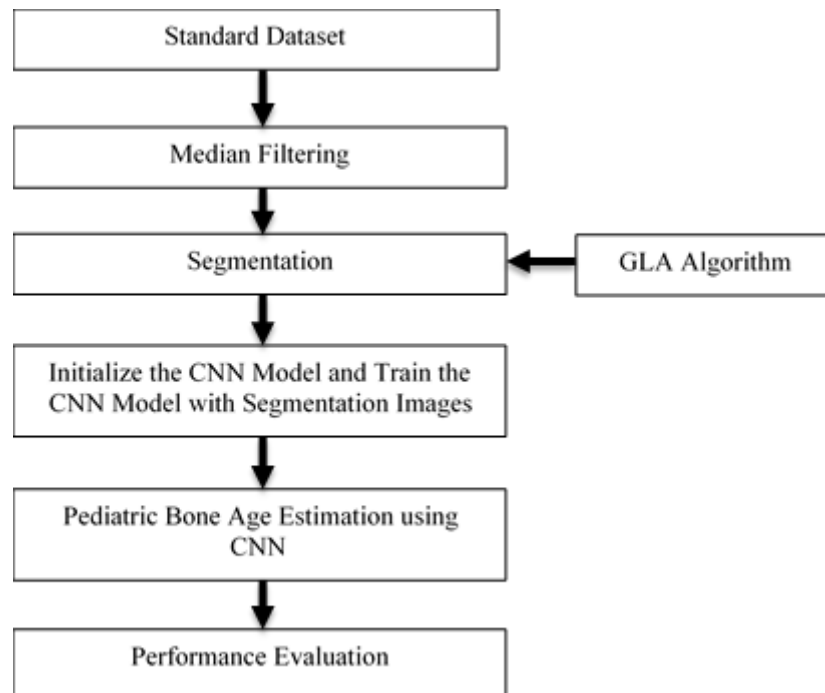 Standard Dataset
Median Filtering
Segmentation
GLA Algorithm
Initialize the CNN Model and Train the
CNN Model with Segmentation Images
Pediatric Bone Age Estimation using
CNN
Performance Evaluation